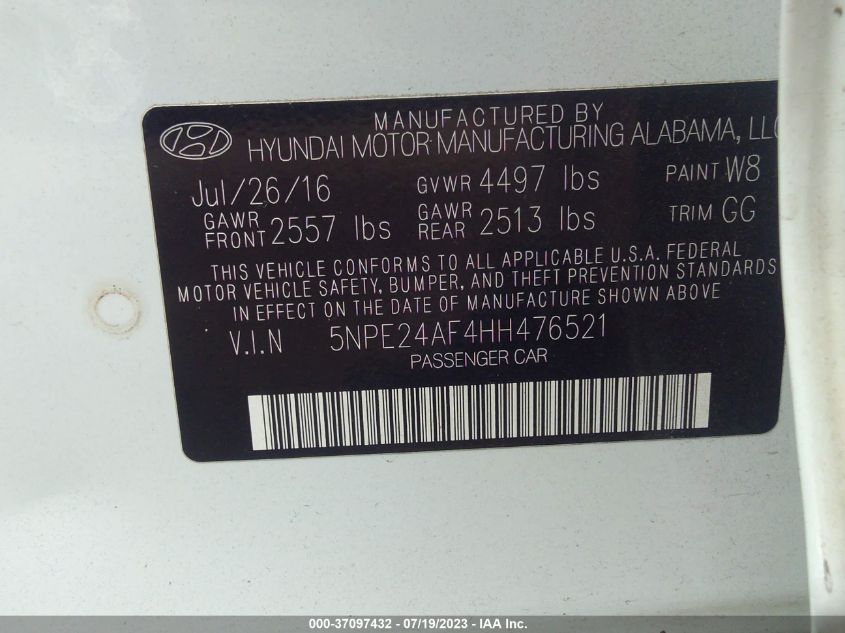 MANUFACTURED BY
HYUNDAI MOTOR MANUFACTURING ALABAMA, LLC
Jul/26/16 GVWR 4497 lbs PAINT W8
GAWR FRONT 2557 lbs GAWR REAR 2513 lbs TRIM GG
THIS VEHICLE CONFORMS TO ALL APPLICABLE U.S.A. FEDERAL
MOTOR VEHICLE SAFETY, BUMPER, AND THEFT PREVENTION STANDARDS
IN EFFECT ON THE DATE OF MANUFACTURE SHOWN ABOVE
V.I.N 5NPE24AF4HH476521
PASSENGER CAR
000-37097432 - 07/19/2023 - IAA Inc.